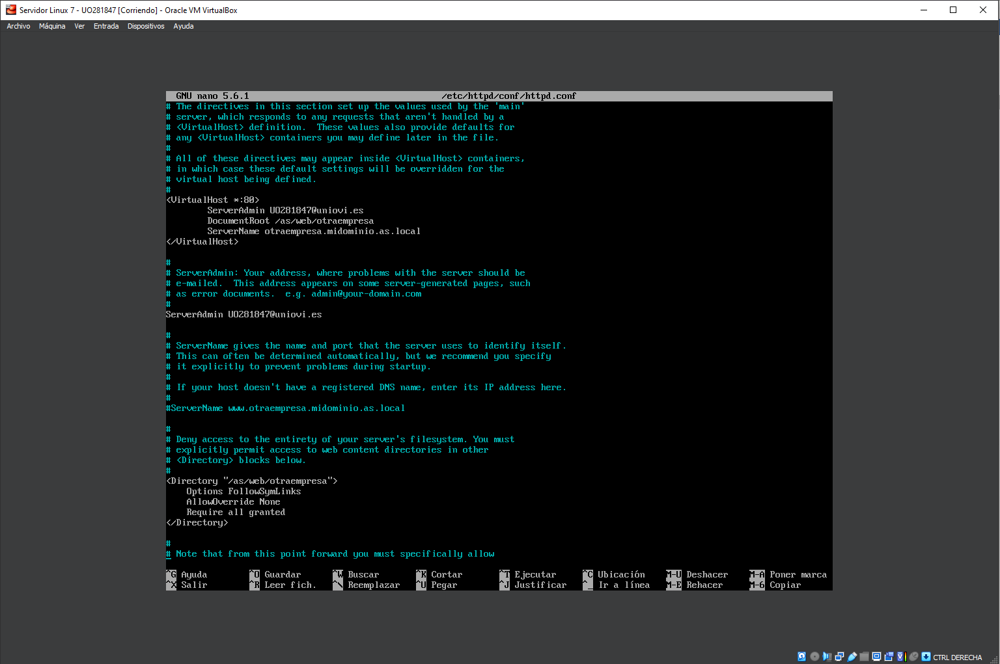 Servidor Linux 7 - UO281847 [Corriendo] - Oracle VM VirtualBox
Archivo Máquina Ver Entrada Dispositivos Ayuda
GNU nano 5.6.1 /etc/httpd/conf/httpd.conf
# The directives in this section set up the values used by the 'main'
# server, which responds to any requests that aren't handled by a
# <VirtualHost> definition.  These values also provide defaults for
# any <VirtualHost> containers you may define later in the file.
#
# All of these directives may appear inside <VirtualHost> containers,
# in which case these default settings will be overridden for the
# virtual host being defined.
#
<VirtualHost *:80>
        ServerAdmin UO281847@uniovi.es
        DocumentRoot /as/web/otraempresa
        ServerName otraempresa.midominio.as.local
</VirtualHost>
#
# ServerAdmin: Your address, where problems with the server should be
# e-mailed.  This address appears on some server-generated pages, such
# as error documents.  e.g. admin@your-domain.com
#
ServerAdmin UO281847@uniovi.es
#
# ServerName gives the name and port that the server uses to identify itself.
# This can often be determined automatically, but we recommend you specify
# it explicitly to prevent problems during startup.
#
# If your host doesn't have a registered DNS name, enter its IP address here.
#
#ServerName www.otraempresa.midominio.as.local
#
# Deny access to the entirety of your server's filesystem. You must
# explicitly permit access to web content directories in other
# <Directory> blocks below.
#
<Directory "/as/web/otraempresa">
    Options FollowSymLinks
    AllowOverride None
    Require all granted
</Directory>
#
# Note that from this point forward you must specifically allow
^G Ayuda ^O Guardar ^W Buscar ^K Cortar ^T Ejecutar ^C Ubicación M-U Deshacer M-A Poner marca
^X Salir ^R Leer fich. ^\ Reemplazar ^U Pegar ^J Justificar ^_ Ir a línea M-E Rehacer M-6 Copiar
CTRL DERECHA